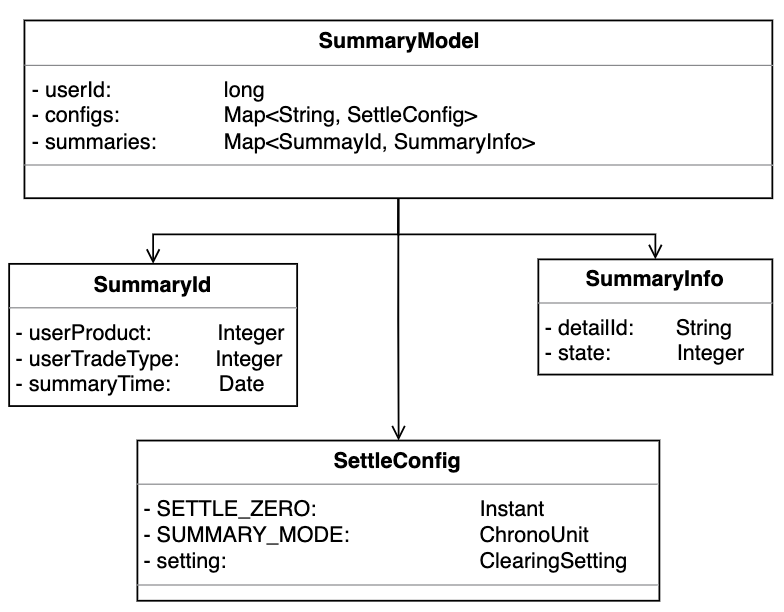 SummaryModel
- userId: long
- configs: Map<String, SettleConfig>
- summaries: Map<SummayId, SummaryInfo>
SummaryId
- userProduct: Integer
- userTradeType: Integer
- summaryTime: Date
SummaryInfo
- detailId: String
- state: Integer
SettleConfig
- SETTLE_ZERO: Instant
- SUMMARY_MODE: ChronoUnit
- setting: ClearingSetting